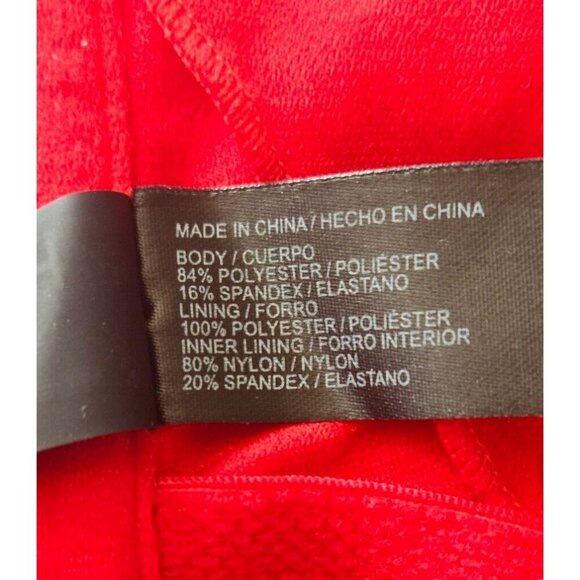 MADE IN CHINA / HECHO EN CHINA
BODY / CUERPO
84% POLYESTER / POLIÉSTER
16% SPANDEX / ELASTANO
LINING / FORRO
100% POLYESTER / POLIÉSTER
INNER LINING / FORRO INTERIOR
80% NYLON / NYLON
20% SPANDEX / ELASTANO